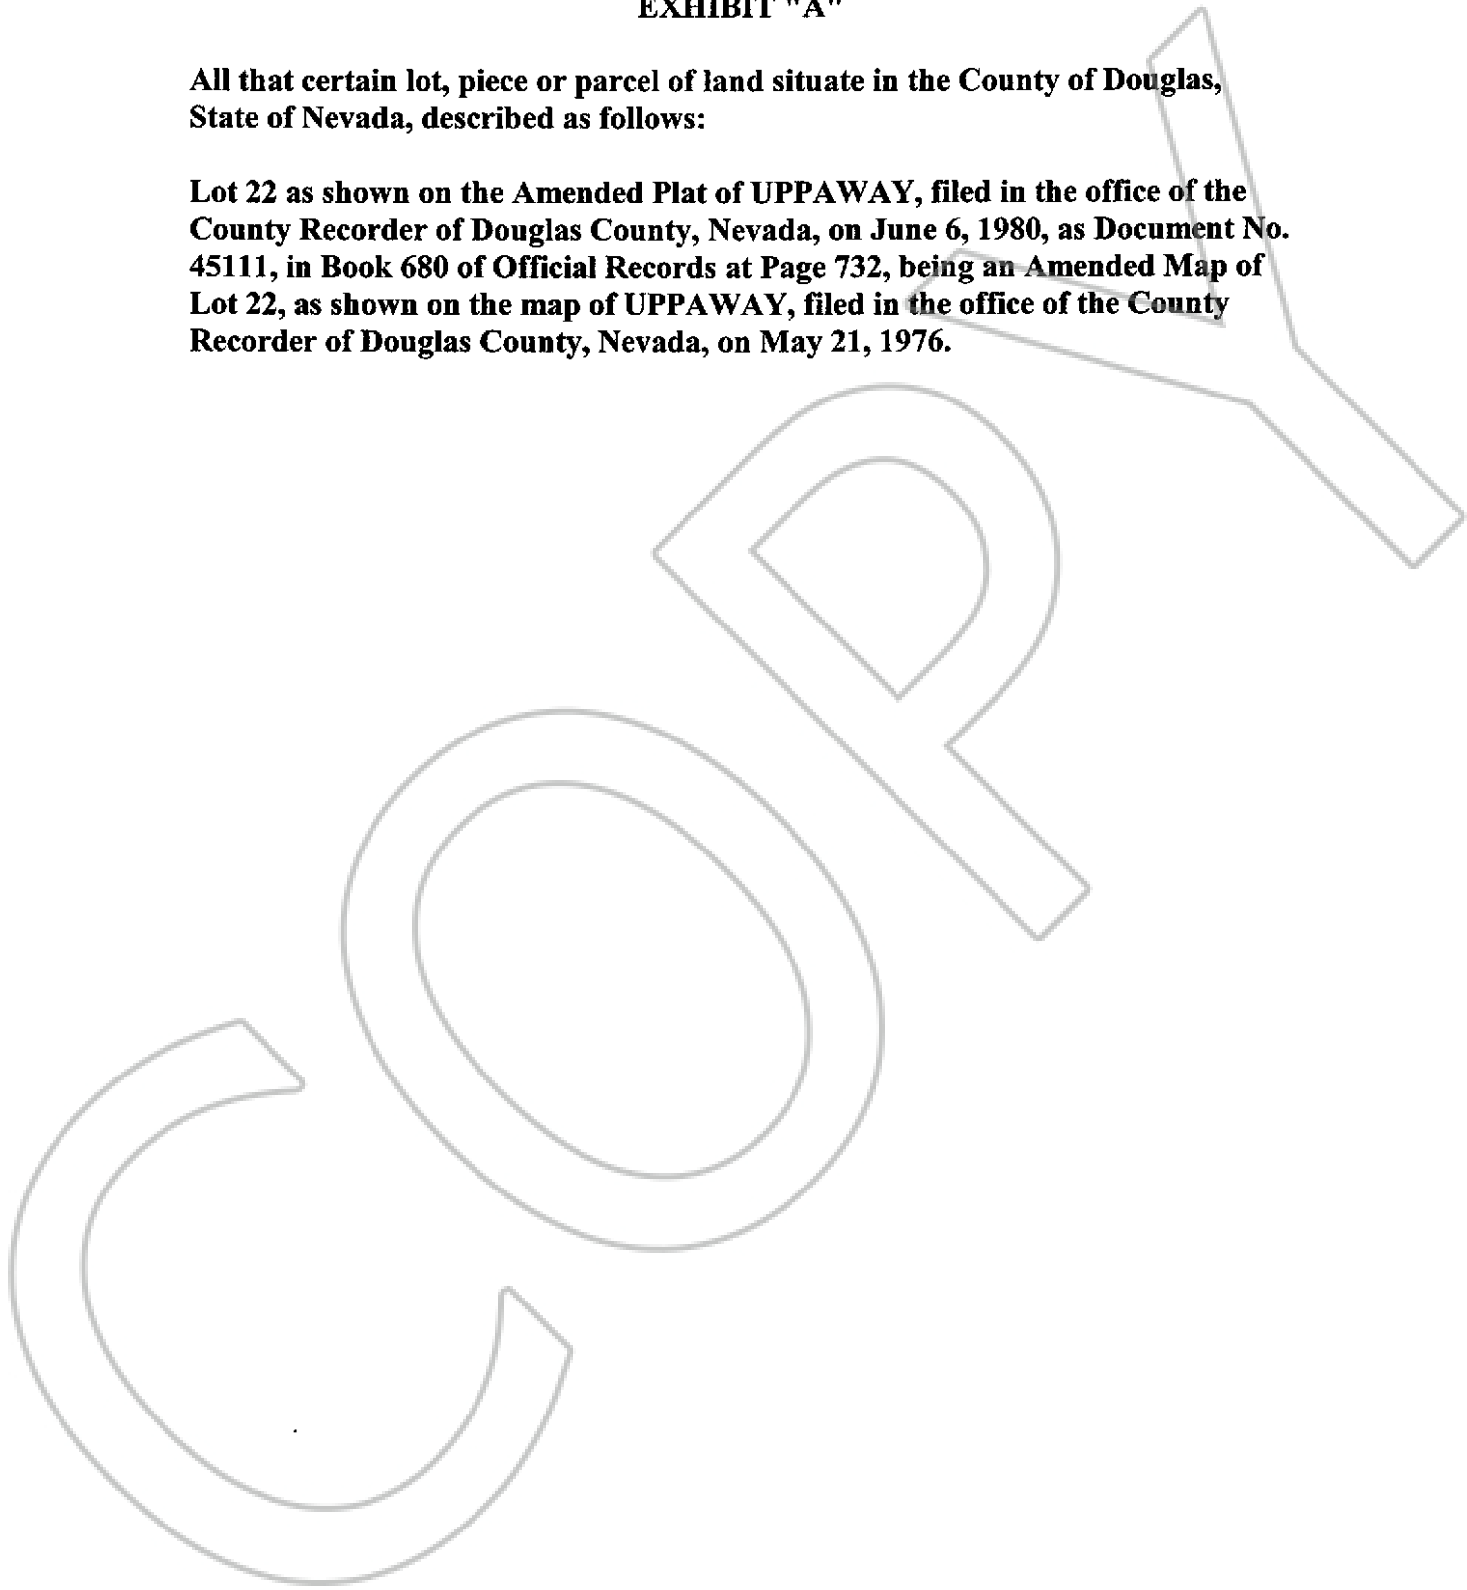 EXHIBIT "A"
All that certain lot, piece or parcel of land situate in the County of Douglas,
State of Nevada, described as follows:
Lot 22 as shown on the Amended Plat of UPPAWAY, filed in the office of the
County Recorder of Douglas County, Nevada, on June 6, 1980, as Document No.
45111, in Book 680 of Official Records at Page 732, being an Amended Map of
Lot 22, as shown on the map of UPPAWAY, filed in the office of the County
Recorder of Douglas County, Nevada, on May 21, 1976.
COPY